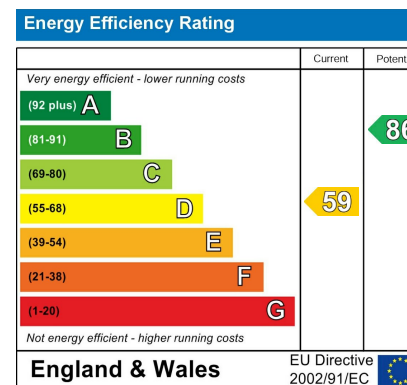 Energy Efficiency Rating
Current Potent
Very energy efficient - lower running costs
(92 plus) A
(81-91) B 86
(69-80) C
(55-68) D 59
(39-54) E
(21-38) F
(1-20) G
Not energy efficient - higher running costs
England & Wales
EU Directive
2002/91/EC